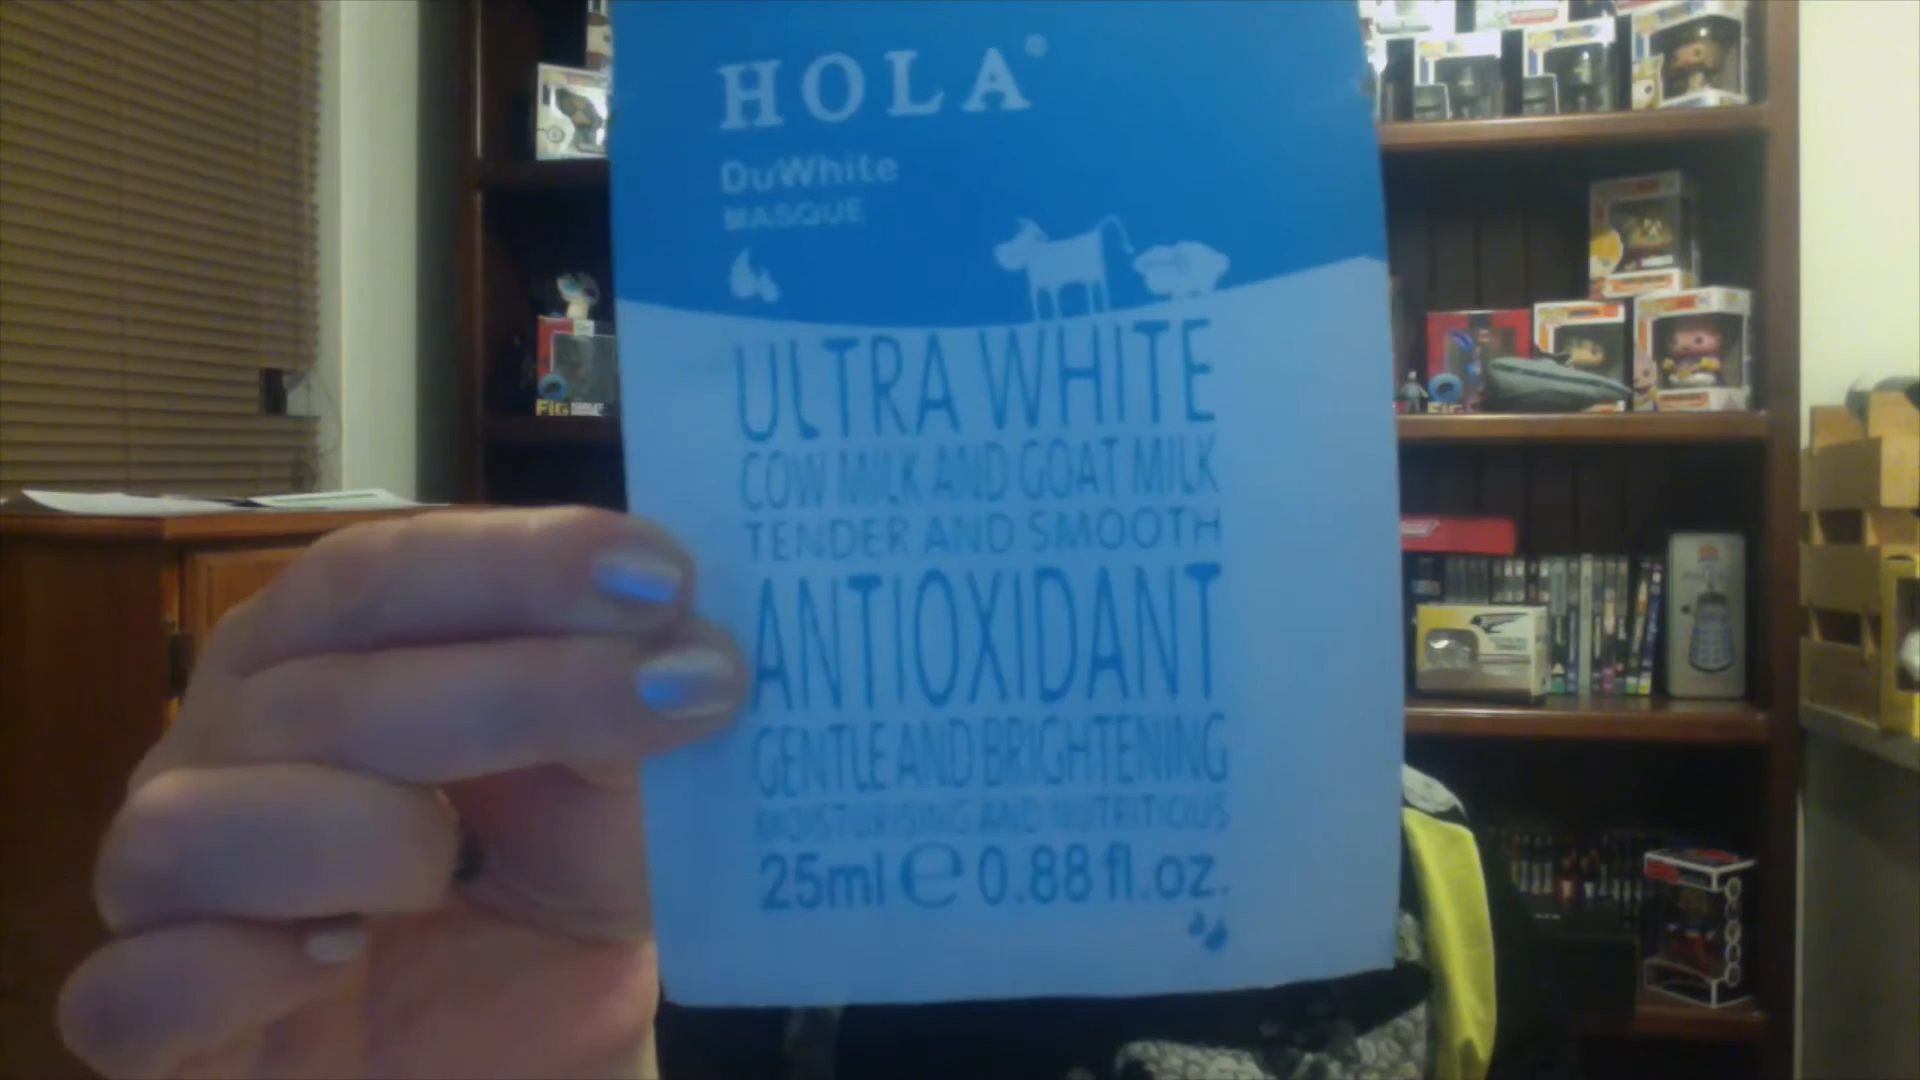 HOLA®
DuWhite
MASQUE
ULTRA WHITE
COW MILK AND GOAT MILK
TENDER AND SMOOTH
ANTIOXIDANT
GENTLE AND BRIGHTENING
MOISTURISING AND NUTRITIOUS
25ml ℮ 0.88 fl.oz.
FiG